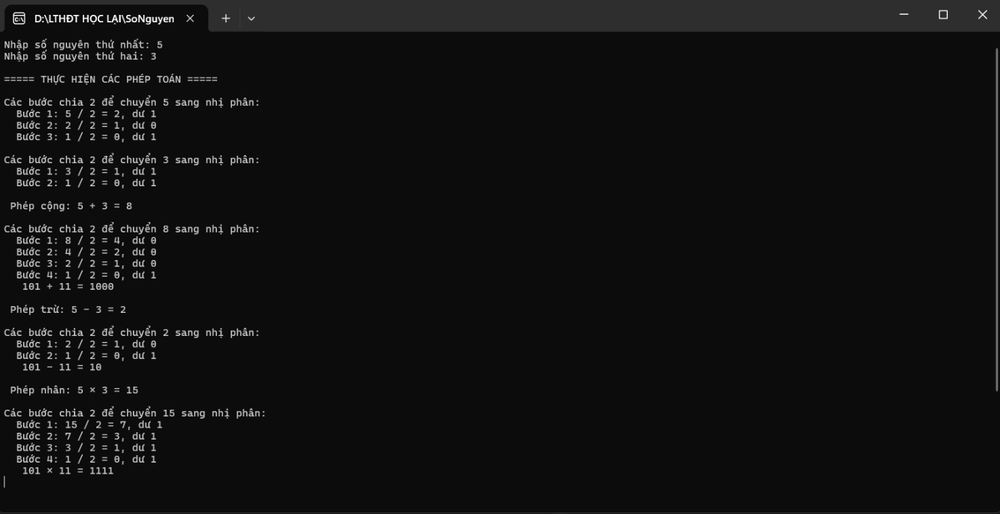 D:\LTHĐT HỌC LẠI\SoNguyen
Nhập số nguyên thứ nhất: 5
Nhập số nguyên thứ hai: 3
===== THỰC HIỆN CÁC PHÉP TOÁN =====
Các bước chia 2 để chuyển 5 sang nhị phân:
Bước 1: 5 / 2 = 2, dư 1
Bước 2: 2 / 2 = 1, dư 0
Bước 3: 1 / 2 = 0, dư 1
Các bước chia 2 để chuyển 3 sang nhị phân:
Bước 1: 3 / 2 = 1, dư 1
Bước 2: 1 / 2 = 0, dư 1
Phép cộng: 5 + 3 = 8
Các bước chia 2 để chuyển 8 sang nhị phân:
Bước 1: 8 / 2 = 4, dư 0
Bước 2: 4 / 2 = 2, dư 0
Bước 3: 2 / 2 = 1, dư 0
Bước 4: 1 / 2 = 0, dư 1
101 + 11 = 1000
Phép trừ: 5 - 3 = 2
Các bước chia 2 để chuyển 2 sang nhị phân:
Bước 1: 2 / 2 = 1, dư 0
Bước 2: 1 / 2 = 0, dư 1
101 - 11 = 10
Phép nhân: 5 × 3 = 15
Các bước chia 2 để chuyển 15 sang nhị phân:
Bước 1: 15 / 2 = 7, dư 1
Bước 2: 7 / 2 = 3, dư 1
Bước 3: 3 / 2 = 1, dư 1
Bước 4: 1 / 2 = 0, dư 1
101 × 11 = 1111